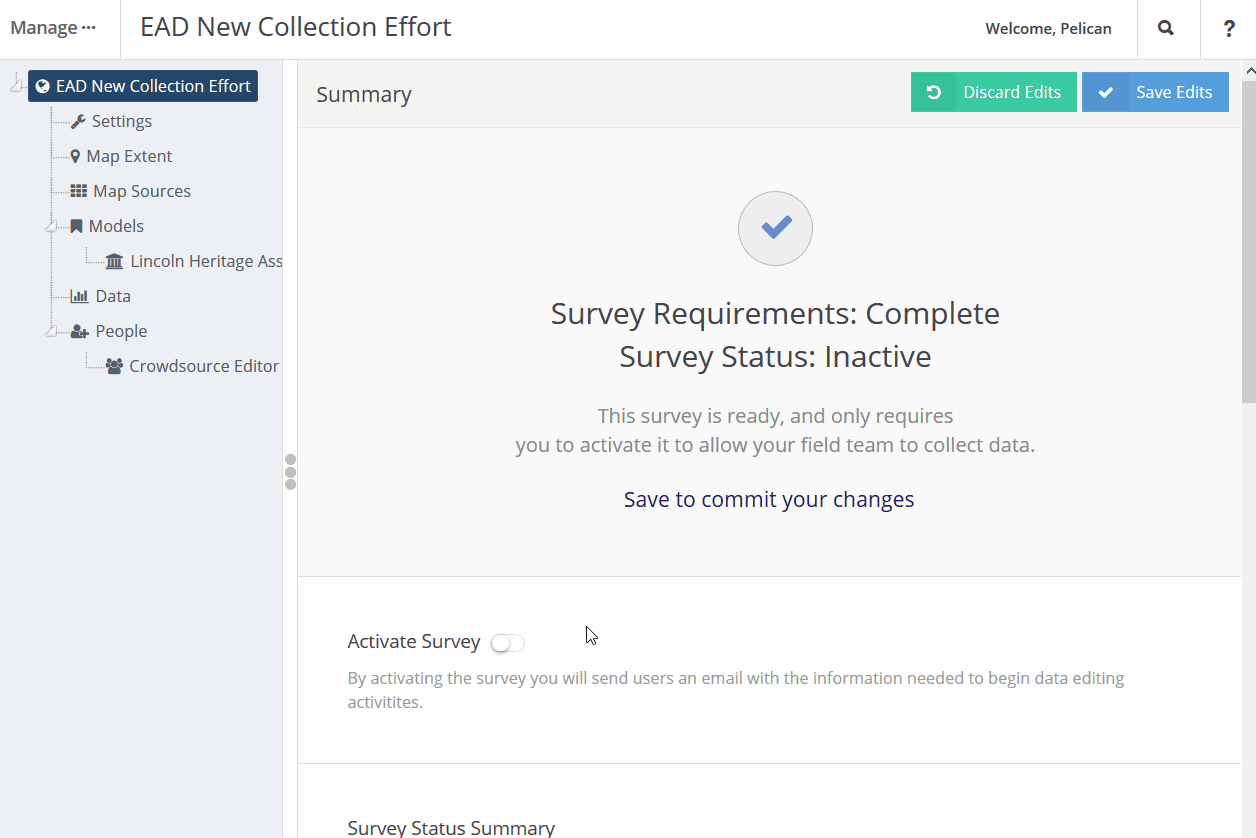 Manage
EAD New Collection Effort
Welcome, Pelican
?
EAD New Collection Effort
Settings
Map Extent
Map Sources
Models
Lincoln Heritage Ass
Data
People
Crowdsource Editor
Summary
Discard Edits
Save Edits
Survey Requirements: Complete
Survey Status: Inactive
This survey is ready, and only requires
you to activate it to allow your field team to collect data.
Save to commit your changes
Activate Survey
By activating the survey you will send users an email with the information needed to begin data editing
activitites.
Survey Status Summary